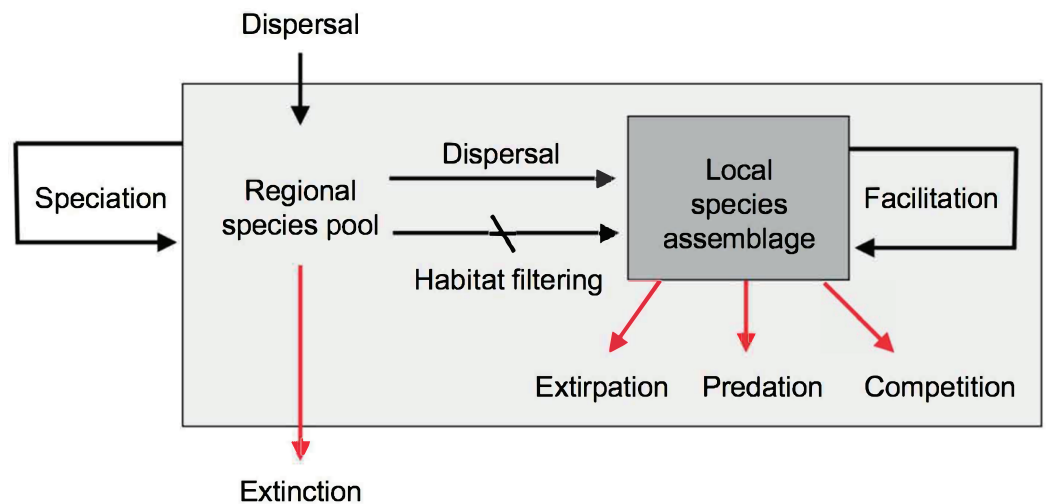 Dispersal
Speciation
Regional
species pool
Dispersal
Habitat filtering
Local
species
assemblage
Facilitation
Extirpation
Predation
Competition
Extinction